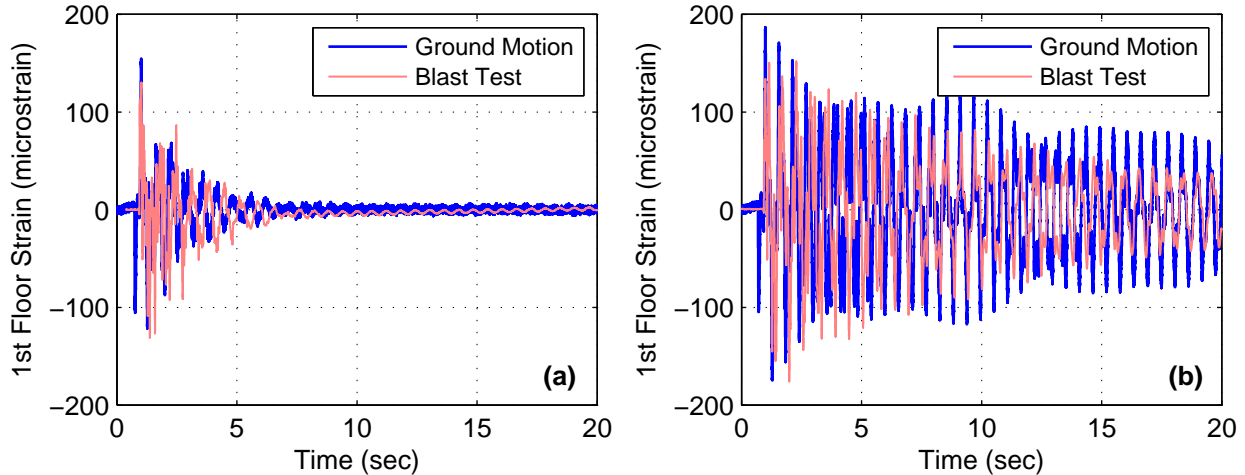 200
100
0
−100
−200
1st Floor Strain (microstrain)
0
5
10
15
20
Time (sec)
Ground Motion
Blast Test
(a)
200
100
0
−100
−200
1st Floor Strain (microstrain)
0
5
10
15
20
Time (sec)
Ground Motion
Blast Test
(b)